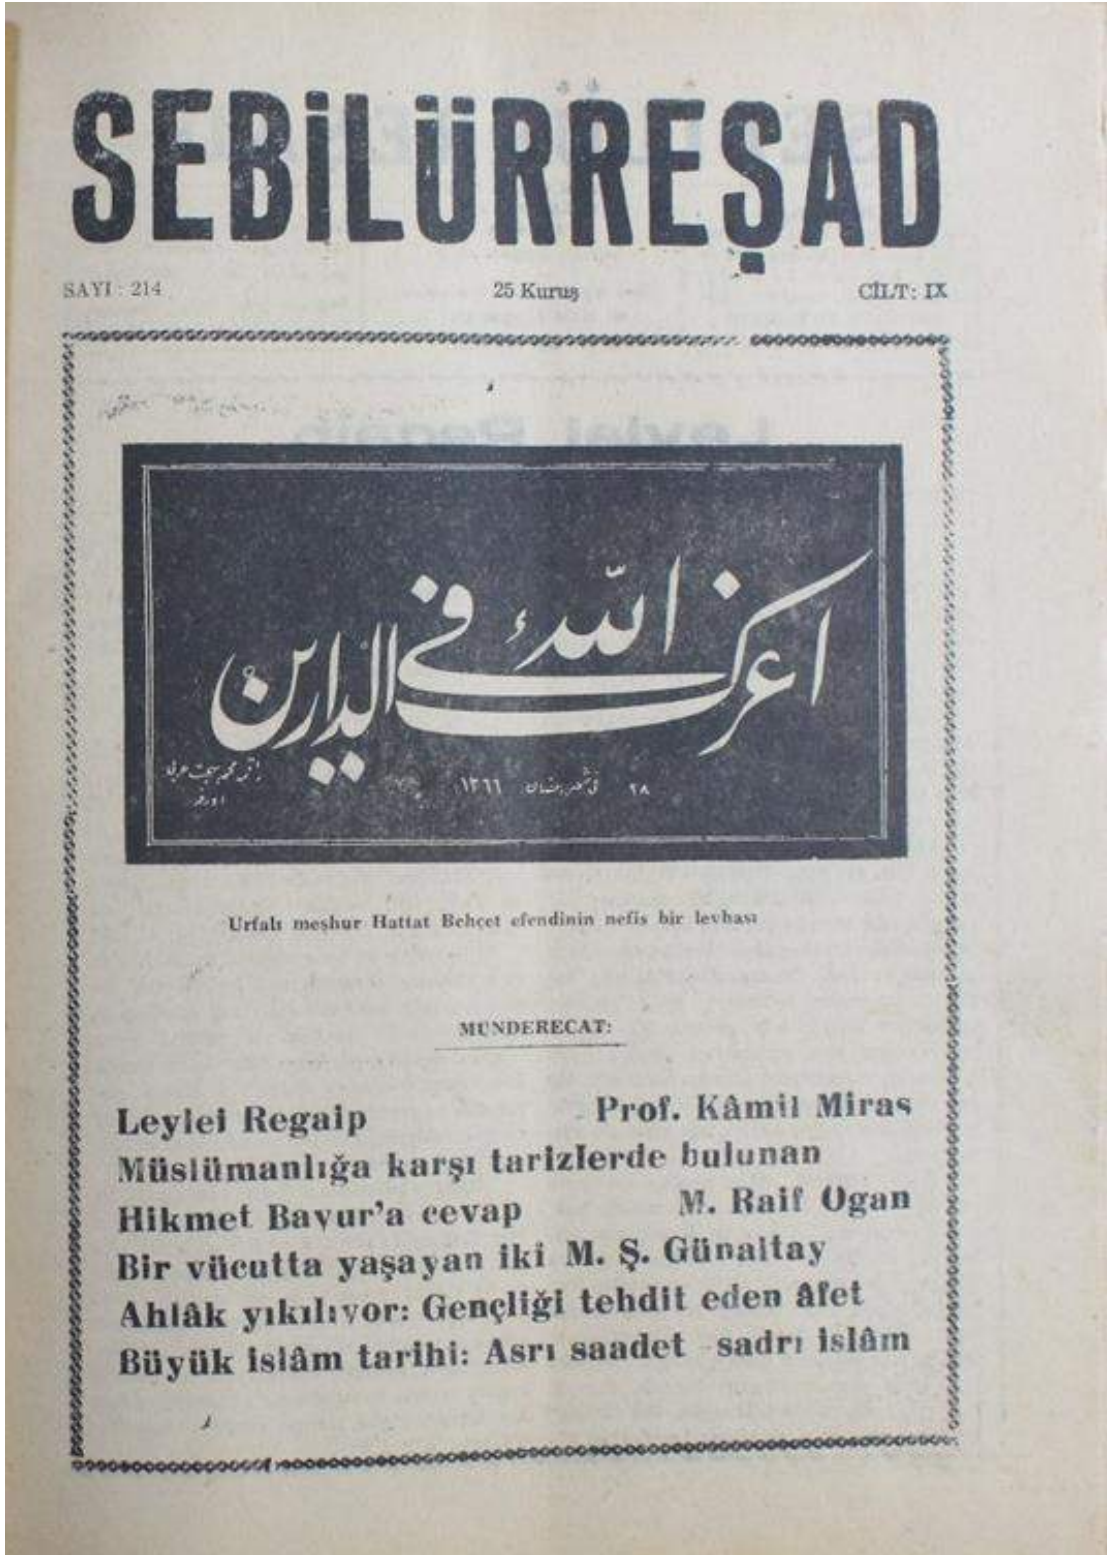 SEBİLÜRREŞAD
SAYI : 214 25 Kuruş CİLT: IX
اعزك الله في الدارين
٢٨ في شهر رمضان ١٣٦٦
Urfalı meşhur Hattat Behçet efendinin nefis bir levhası
MÜNDERECAT:
Leylei Regaip Prof. Kâmil Miras
Müslümanlığa karşı tarizlerde bulunan
Hikmet Bayur'a cevap M. Raif Ogan
Bir vücutta yaşayan iki M. Ş. Günaltay
Ahlâk yıkılıyor: Gençliği tehdit eden âfet
Büyük islâm tarihi: Asrı saadet - sadrı islâm